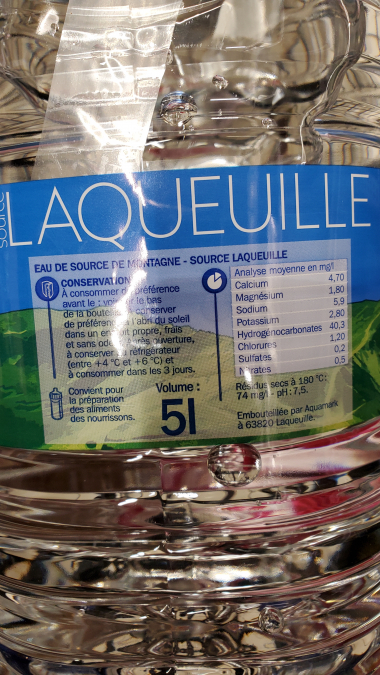 source
LAQUEUILLE
EAU DE SOURCE DE MONTAGNE - SOURCE LAQUEUILLE
CONSERVATION
À consommer de préférence
avant le : voir sur le bas
de la bouteille. À conserver
de préférence à l'abri du soleil
dans un endroit propre, frais
et sans odeur. Après ouverture,
à conserver au réfrigérateur
(entre +4 °C et +6 °C) et
à consommer dans les 3 jours.
Convient pour
la préparation
des aliments
des nourrissons.
Volume :
5l
Analyse moyenne en mg/l
Calcium 4,70
Magnésium 1,80
Sodium 5,9
Potassium 2,80
Hydrogénocarbonates 40,3
Chlorures 1,20
Sulfates 0,2
Nitrates 0,5
Résidus secs à 180 °C :
74 mg/l - pH : 7,5.
Embouteillée par Aquamark
à 63820 Laqueuille.